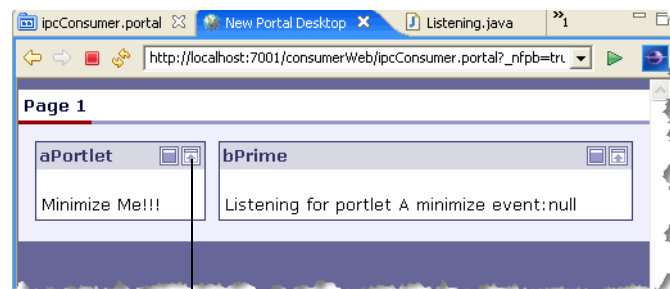 ipcConsumer.portal New Portal Desktop Listening.java »1
http://localhost:7001/consumerWeb/ipcConsumer.portal?_nfpb=tru
Page 1
aPortlet bPrime
Minimize Me!!! Listening for portlet A minimize event:null